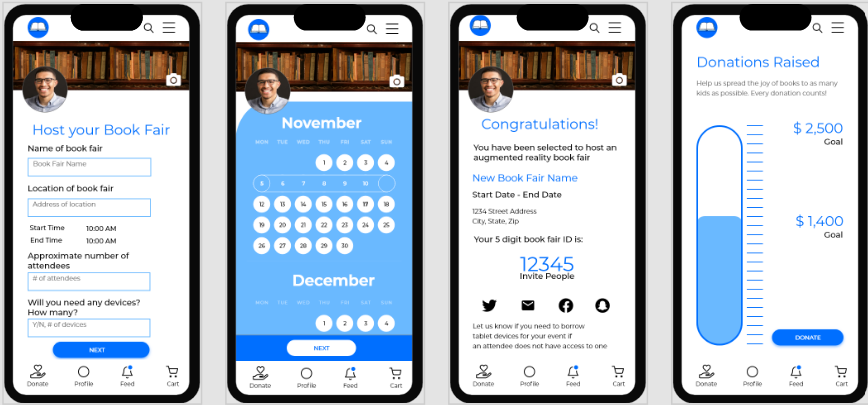 Host your Book Fair
Name of book fair
Book Fair Name
Location of book fair
Address of location
Start Time 10:00 AM
End Time 10:00 AM
Approximate number of
attendees
# of attendees
Will you need any devices?
How many?
Y/N, # of devices
NEXT
Donate Profile Feed Cart
November
MON TUE WED THU FRI SAT SUN
1 2 3 4
5 6 7 8 9 10
12 13 14 15 16 17 18
19 20 21 22 23 24 25
26 27 28 29 30
December
MON TUE WED THU FRI SAT SUN
1 2 3 4
NEXT
Donate Profile Feed Cart
Congratulations!
You have been selected to host an
augmented reality book fair
New Book Fair Name
Start Date - End Date
1234 Street Address
City, State, Zip
Your 5 digit book fair ID is:
12345
Invite People
Let us know if you need to borrow
tablet devices for your event if
an attendee does not have access to one
Donate Profile Feed Cart
Donations Raised
Help us spread the joy of books to as many
kids as possible. Every donation counts!
$ 2,500
Goal
$ 1,400
Goal
DONATE
Donate Profile Feed Cart